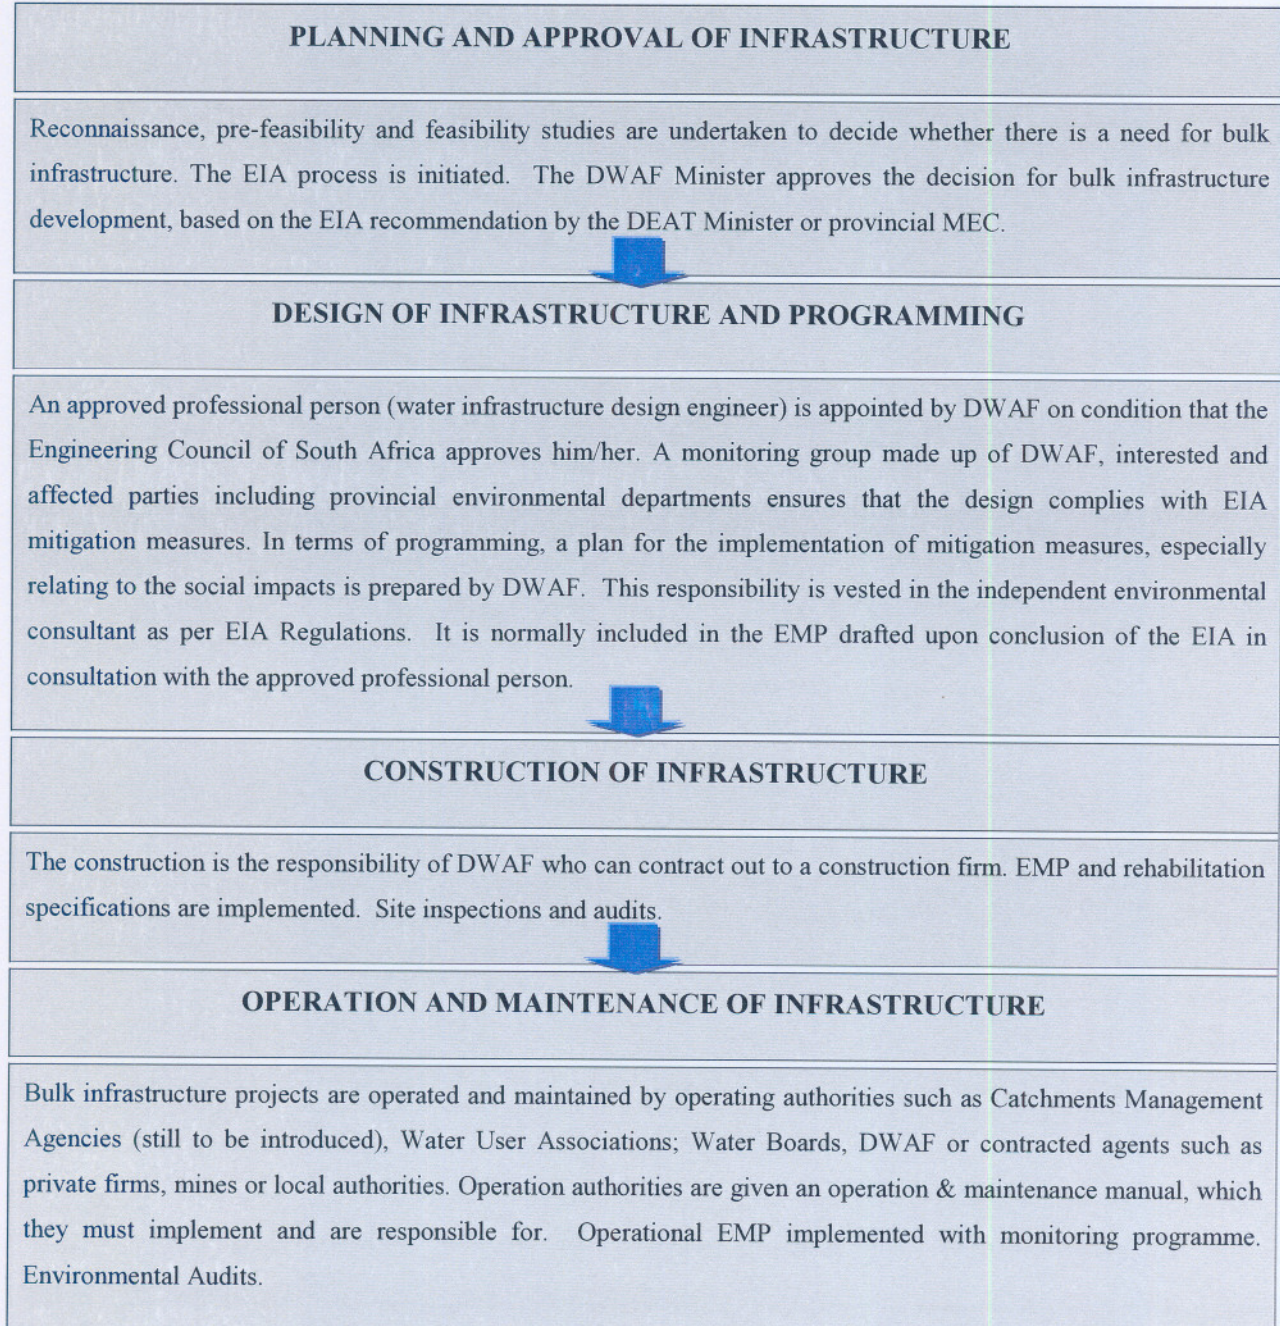 PLANNING AND APPROVAL OF INFRASTRUCTURE
Reconnaissance, pre-feasibility and feasibility studies are undertaken to decide whether there is a need for bulk
infrastructure. The EIA process is initiated. The DWAF Minister approves the decision for bulk infrastructure
development, based on the EIA recommendation by the DEAT Minister or provincial MEC.
DESIGN OF INFRASTRUCTURE AND PROGRAMMING
An approved professional person (water infrastructure design engineer) is appointed by DWAF on condition that the
Engineering Council of South Africa approves him/her. A monitoring group made up of DWAF, interested and
affected parties including provincial environmental departments ensures that the design complies with EIA
mitigation measures. In terms of programming, a plan for the implementation of mitigation measures, especially
relating to the social impacts is prepared by DWAF. This responsibility is vested in the independent environmental
consultant as per EIA Regulations. It is normally included in the EMP drafted upon conclusion of the EIA in
consultation with the approved professional person.
CONSTRUCTION OF INFRASTRUCTURE
The construction is the responsibility of DWAF who can contract out to a construction firm. EMP and rehabilitation
specifications are implemented. Site inspections and audits.
OPERATION AND MAINTENANCE OF INFRASTRUCTURE
Bulk infrastructure projects are operated and maintained by operating authorities such as Catchments Management
Agencies (still to be introduced), Water User Associations; Water Boards, DWAF or contracted agents such as
private firms, mines or local authorities. Operation authorities are given an operation & maintenance manual, which
they must implement and are responsible for. Operational EMP implemented with monitoring programme.
Environmental Audits.